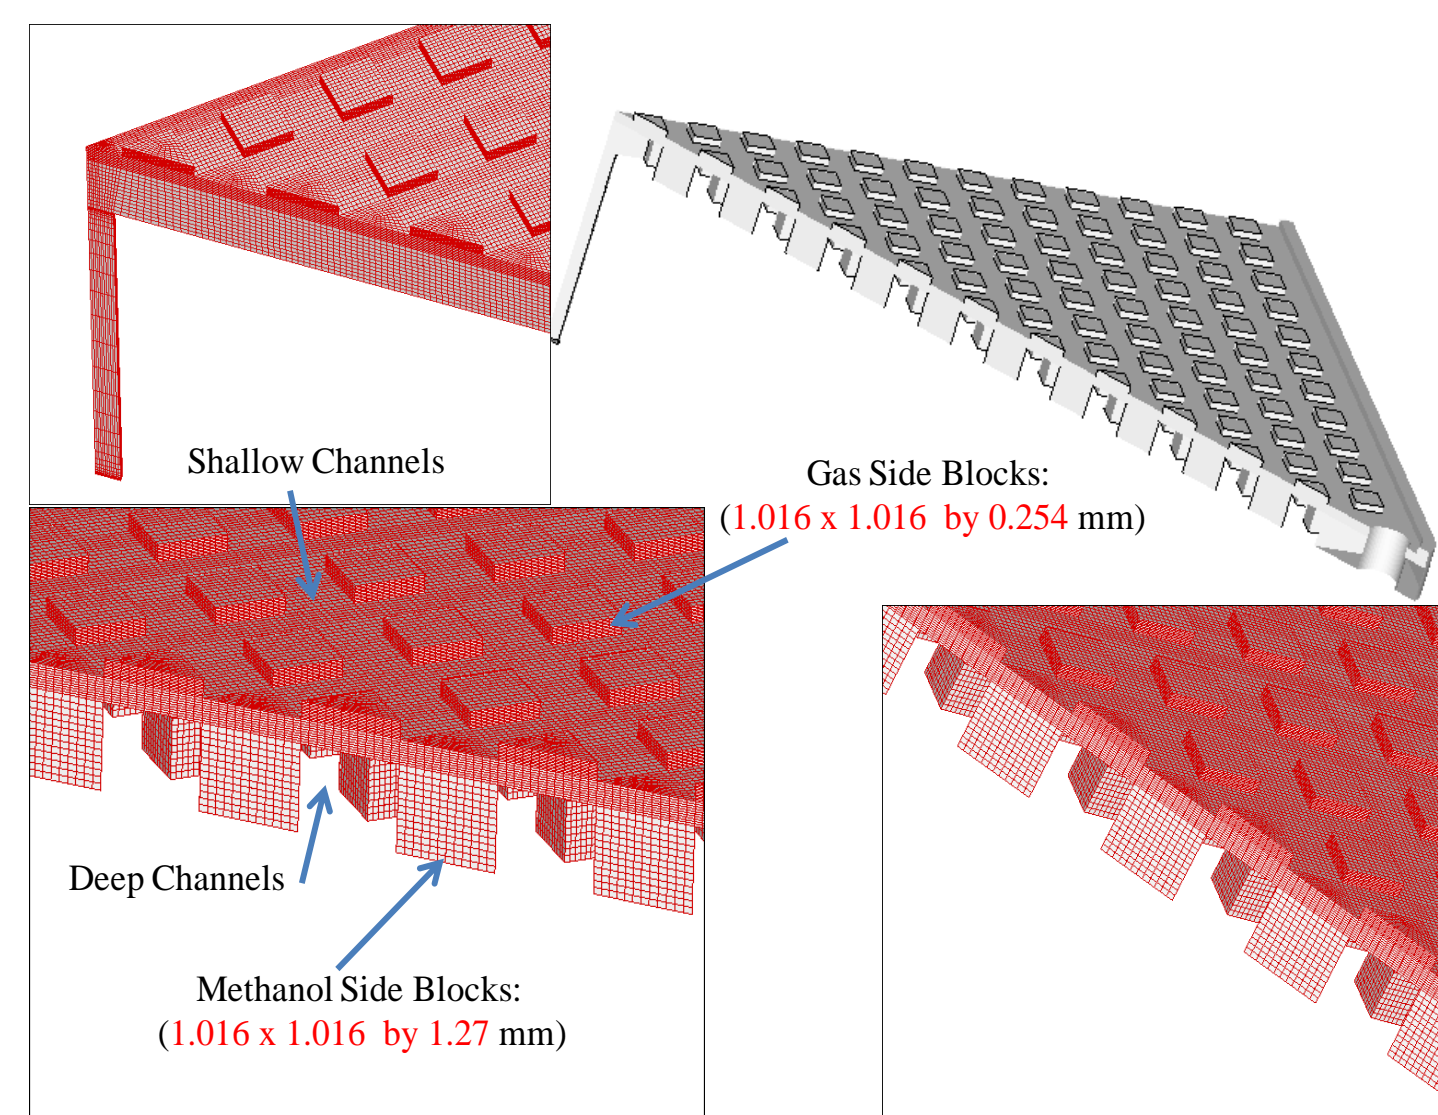 Shallow Channels
Gas Side Blocks:
(1.016 x 1.016 by 0.254 mm)
Deep Channels
Methanol Side Blocks:
(1.016 x 1.016 by 1.27 mm)